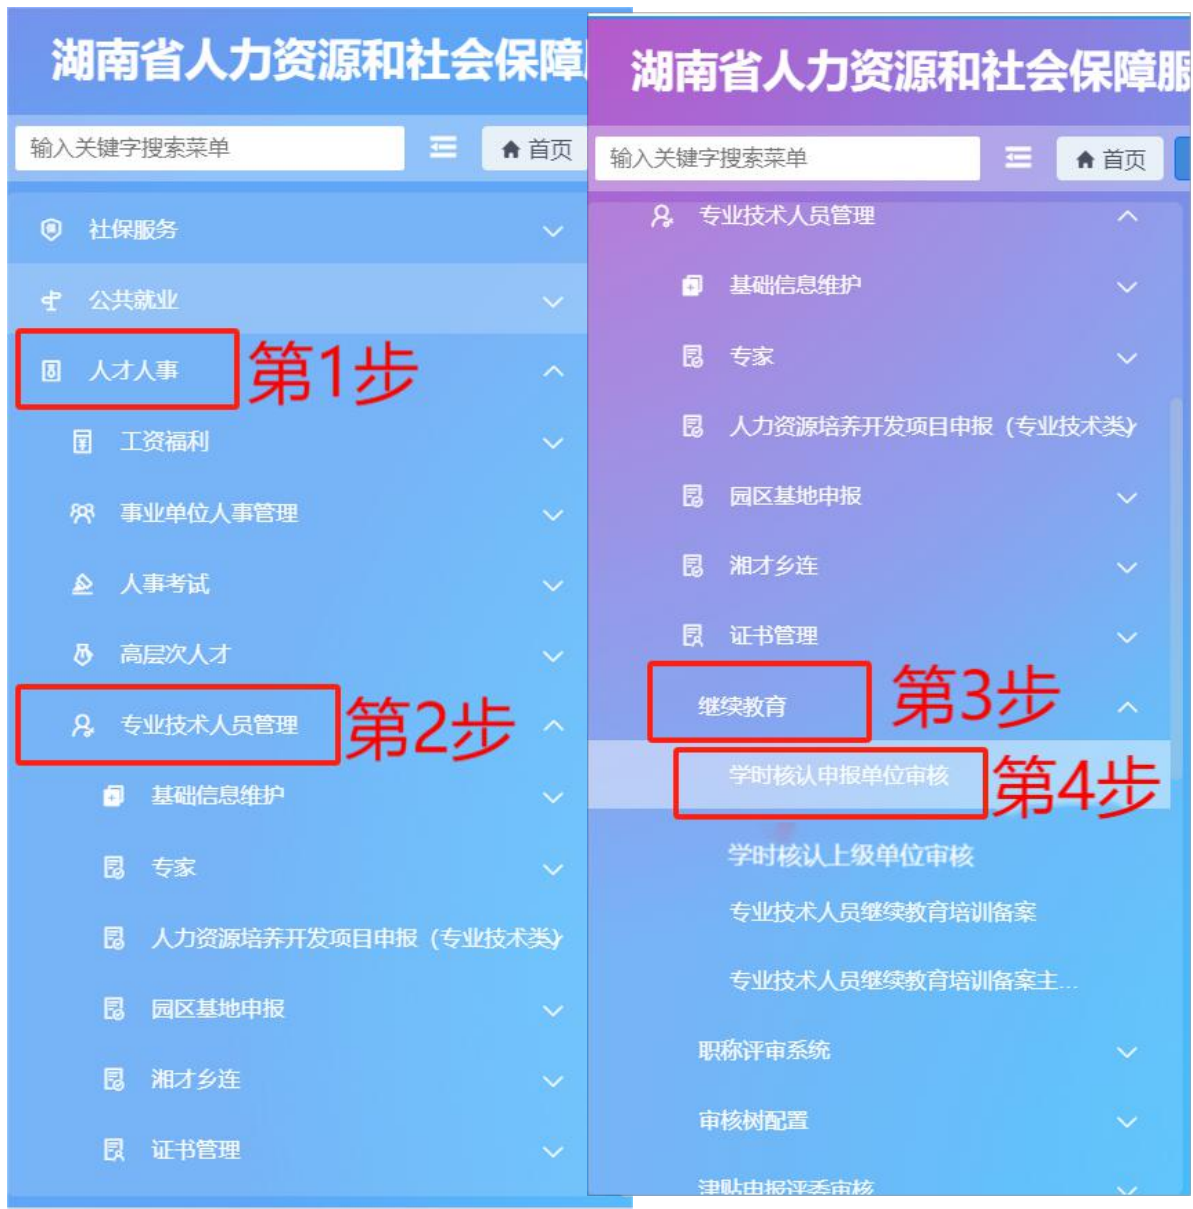 湖南省人力资源和社会保障
输入关键字搜索菜单
首页
社保服务
公共就业
人才人事
第1步
工资福利
事业单位人事管理
人事考试
高层次人才
专业技术人员管理
第2步
基础信息维护
专家
人力资源培养开发项目申报（专业技术类）
园区基地申报
湘才乡连
证书管理
湖南省人力资源和社会保障服
输入关键字搜索菜单
首页
专业技术人员管理
基础信息维护
专家
人力资源培养开发项目申报（专业技术类）
园区基地申报
湘才乡连
证书管理
继续教育
第3步
学时核认申报单位审核
第4步
学时核认上级单位审核
专业技术人员继续教育培训备案
专业技术人员继续教育培训备案主...
职称评审系统
审核树配置
津贴申报评委审核